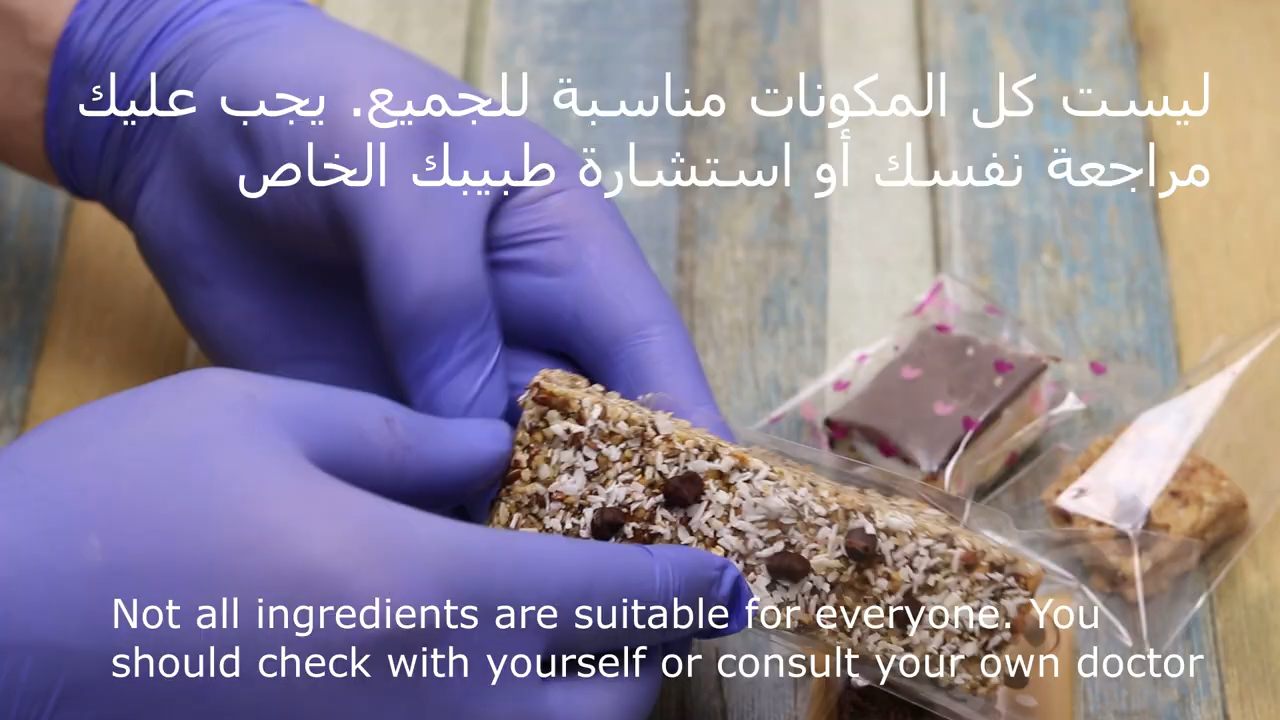 ليست كل المكونات مناسبة للجميع. يجب عليك
مراجعة نفسك أو استشارة طبيبك الخاص
Not all ingredients are suitable for everyone. You
should check with yourself or consult your own doctor